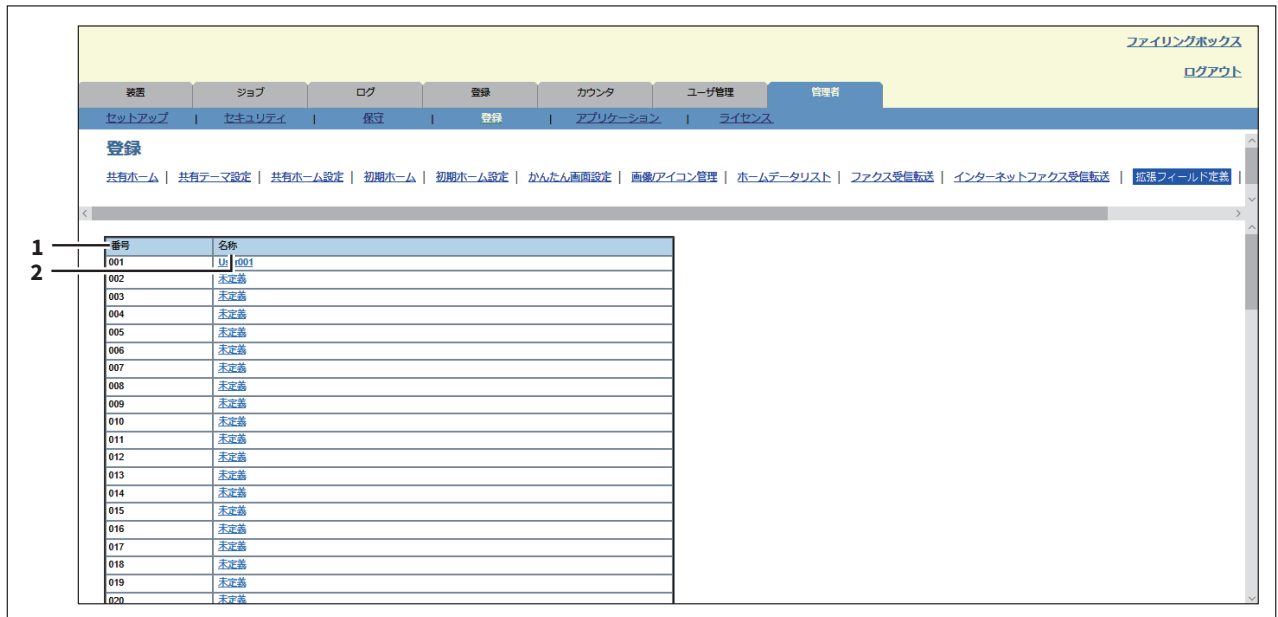 ファイリングボックス
ログアウト
装置 ジョブ ログ 登録 カウンタ ユーザ管理 管理者
セットアップ | セキュリティ | 保守 | 登録 | アプリケーション | ライセンス
登録
共有ホーム | 共有テーマ設定 | 共有ホーム設定 | 初期ホーム | 初期ホーム設定 | かんたん画面設定 | 画像/アイコン管理 | ホームデータリスト | ファクス受信転送 | インターネットファクス受信転送 | 拡張フィールド定義 |
1 番号 名称
2
001
002 未定義
003 未定義
004 未定義
005 未定義
006 未定義
007 未定義
008 未定義
009 未定義
010 未定義
011 未定義
012 未定義
013 未定義
014 未定義
015 未定義
016 未定義
017 未定義
018 未定義
019 未定義
020 未定義